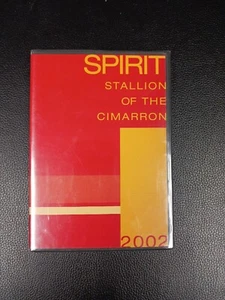 SPIRIT
STALLION
OF THE
CIMARRON
2002